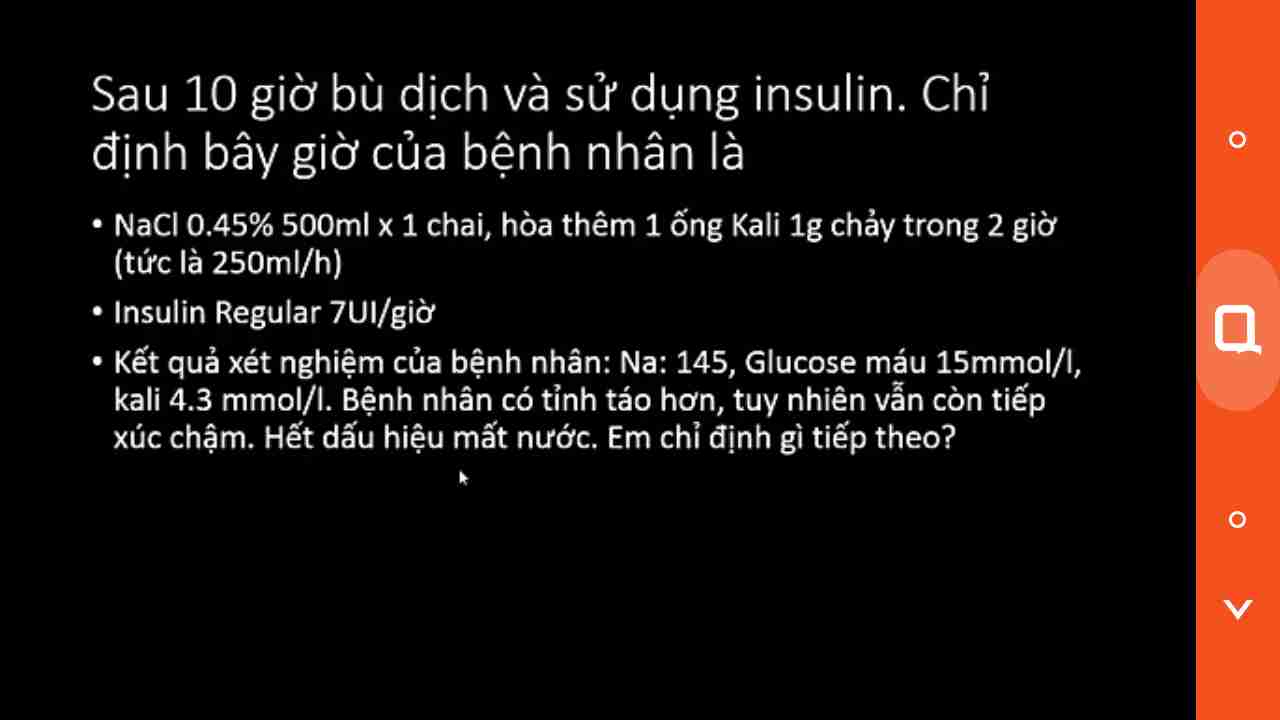 Sau 10 giờ bù dịch và sử dụng insulin. Chỉ
định bây giờ của bệnh nhân là
• NaCl 0.45% 500ml x 1 chai, hòa thêm 1 ống Kali 1g chảy trong 2 giờ
(tức là 250ml/h)
• Insulin Regular 7UI/giờ
• Kết quả xét nghiệm của bệnh nhân: Na: 145, Glucose máu 15mmol/l,
kali 4.3 mmol/l. Bệnh nhân có tỉnh táo hơn, tuy nhiên vẫn còn tiếp
xúc chậm. Hết dấu hiệu mất nước. Em chỉ định gì tiếp theo?